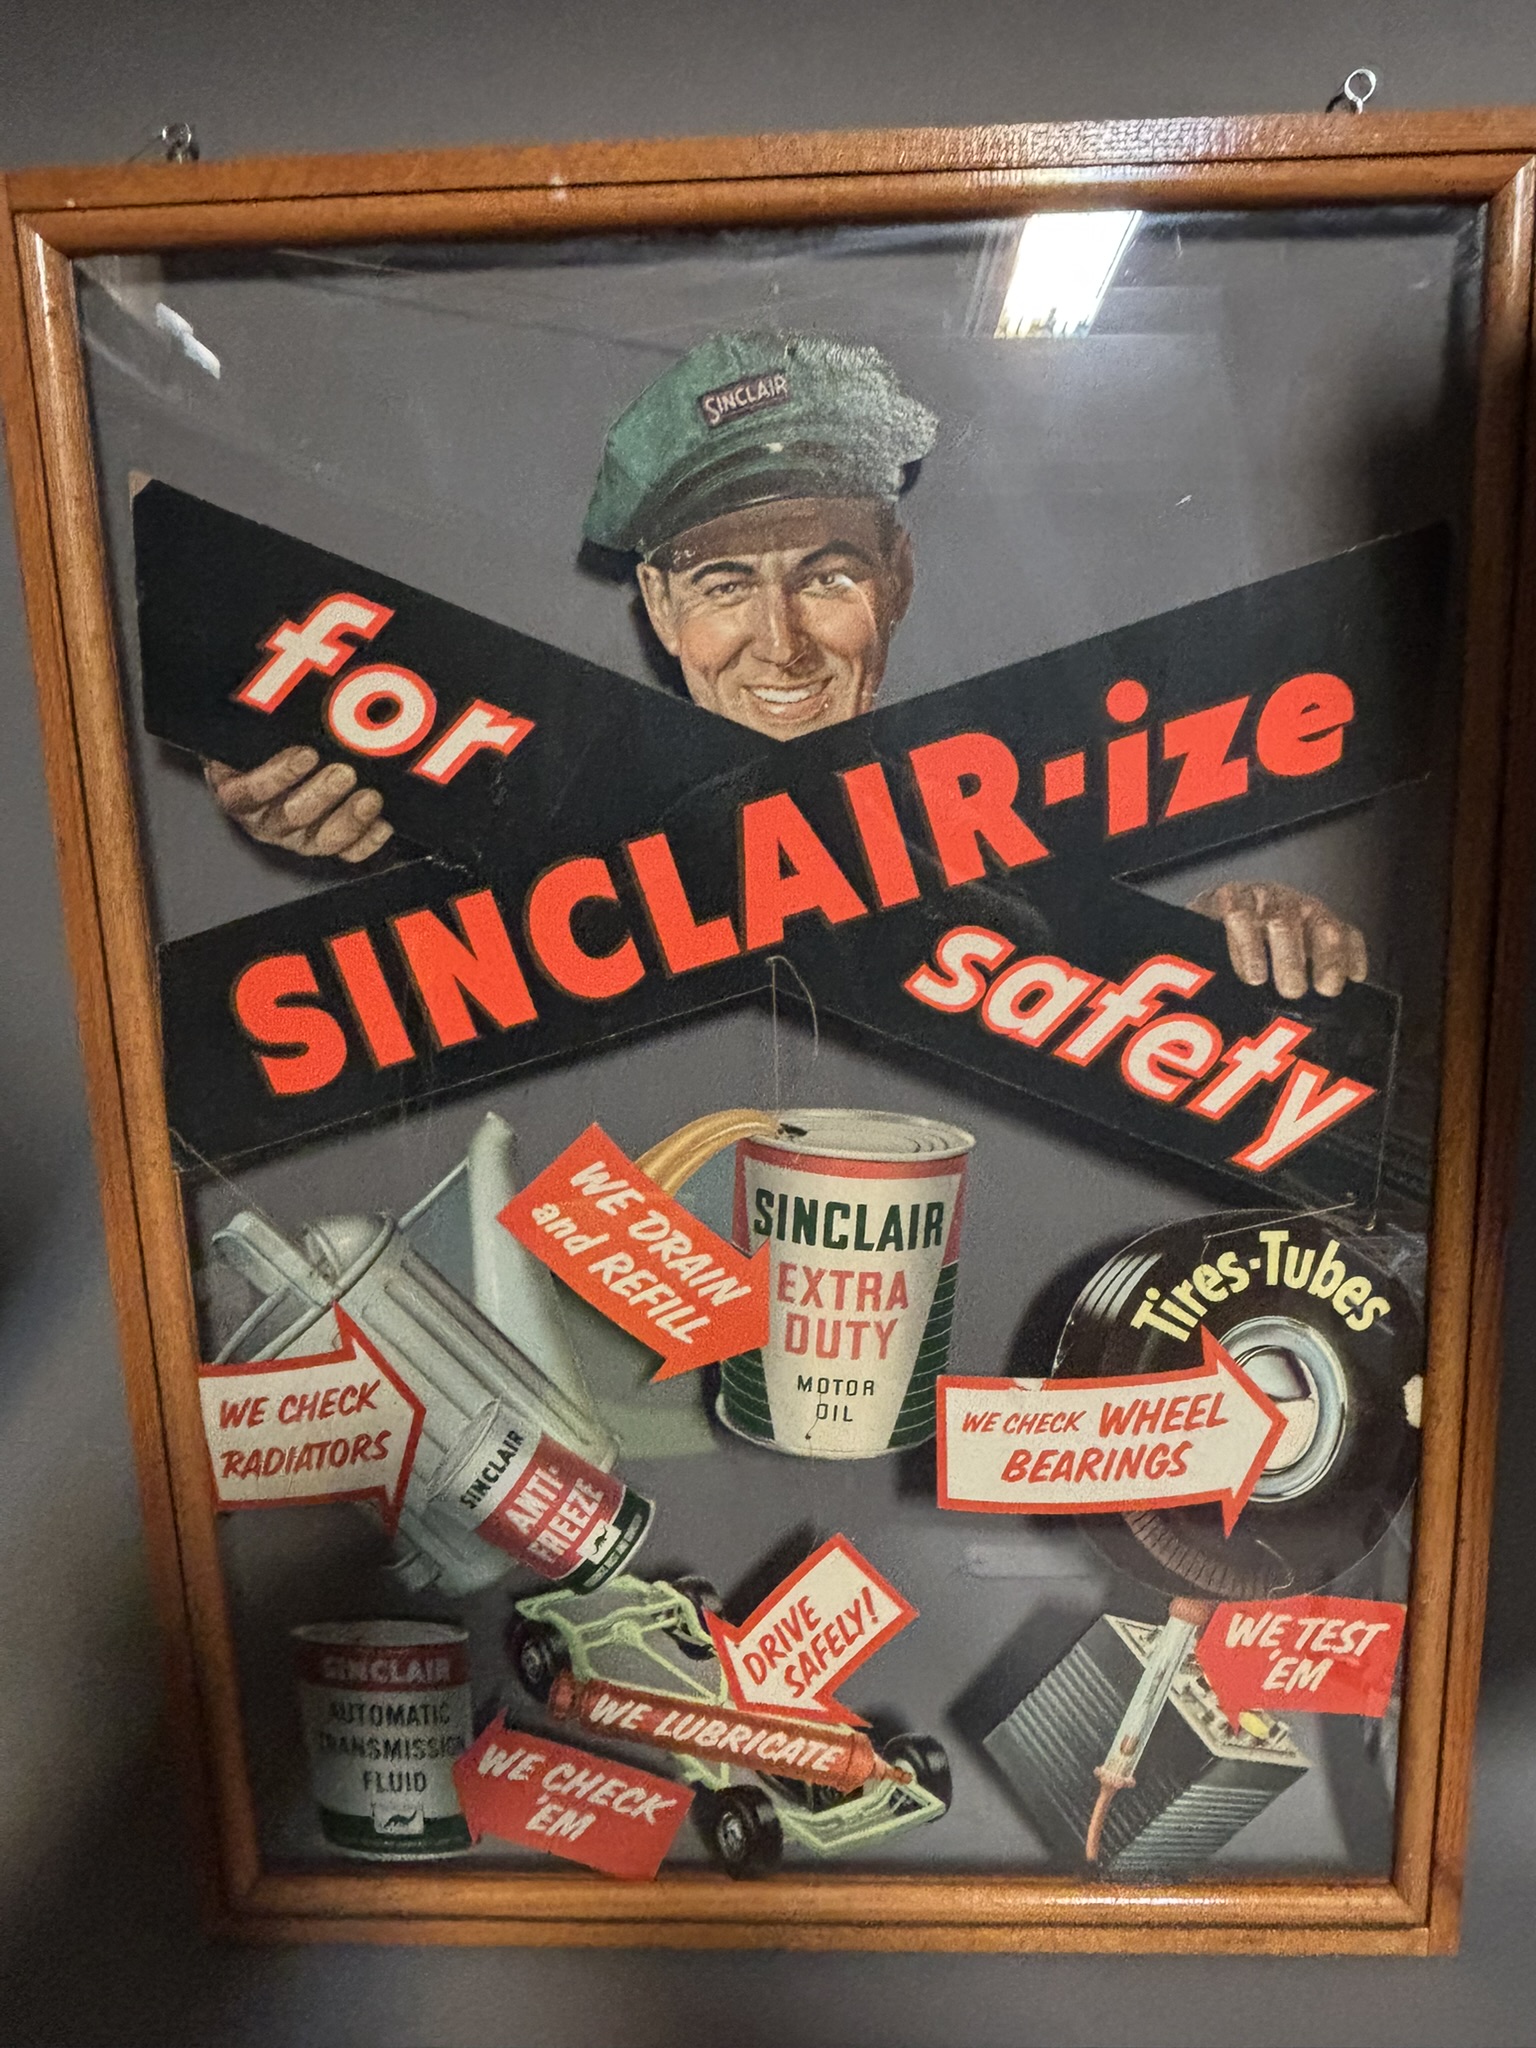 SINCLAIR
for
SINCLAIR-ize
safety
WE DRAIN
and REFILL
SINCLAIR
EXTRA
DUTY
MOTOR
OIL
Tires-Tubes
WE CHECK
RADIATORS
SINCLAIR
ANTI-
FREEZE
WE CHECK WHEEL
BEARINGS
DRIVE
SAFELY!
WE LUBRICATE
WE TEST
'EM
SINCLAIR
AUTOMATIC
TRANSMISSION
FLUID
WE CHECK
'EM